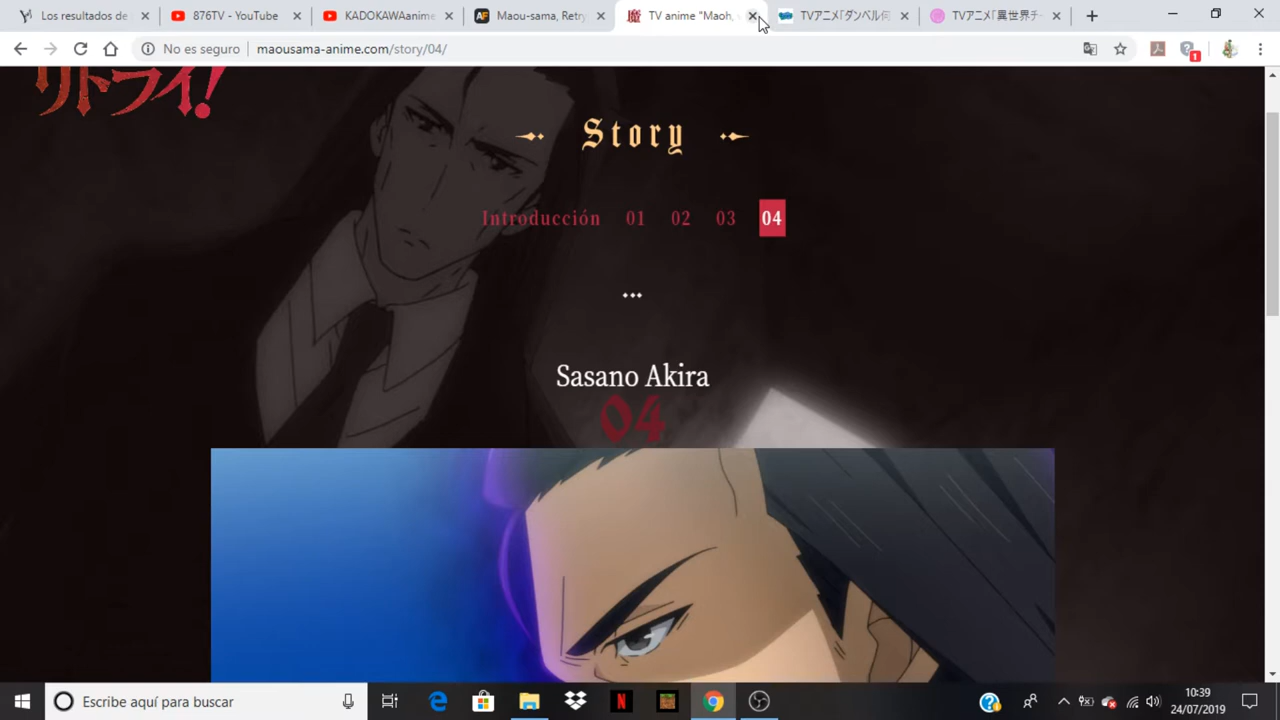 Los resultados de
876TV - YouTube
KADOKAWAanime
Maou-sama, Retry
TV anime "Maoh,
TVアニメ「ダンベル何
TVアニメ「異世界チー
No es seguro
maousama-anime.com/story/04/
1
リトライ!
Story
Introducción 01 02 03 04
...
Sasano Akira
04
Escribe aquí para buscar
10:39
24/07/2019